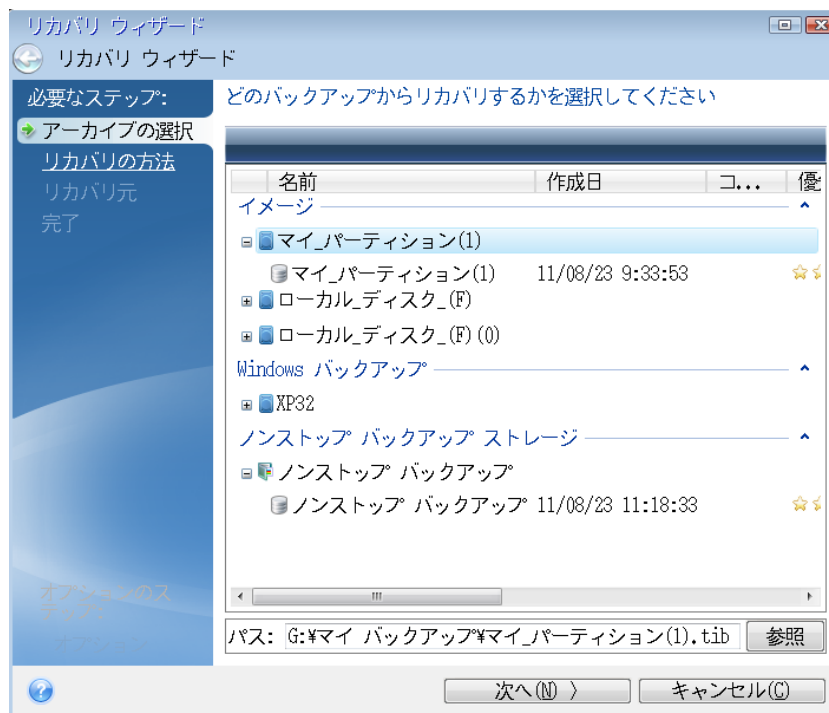 リカバリ ウィザード
リカバリ ウィザード
必要なステップ:
アーカイブの選択
リカバリの方法
リカバリ元
完了
オプションのス
テップ:
どのバックアップからリカバリするかを選択してください
名前 作成日 コ... 優
イメージ
マイ_パーティション(1)
マイ_パーティション(1) 11/08/23 9:33:53
ローカル_ディスク_(F)
ローカル_ディスク_(F)(0)
Windows バックアップ
XP32
ノンストップ バックアップ ストレージ
ノンストップ バックアップ
ノンストップ バックアップ 11/08/23 11:18:33
パス: G:¥マイ バックアップ¥マイ_パーティション(1).tib 参照
次へ(N) 〉 キャンセル(C)